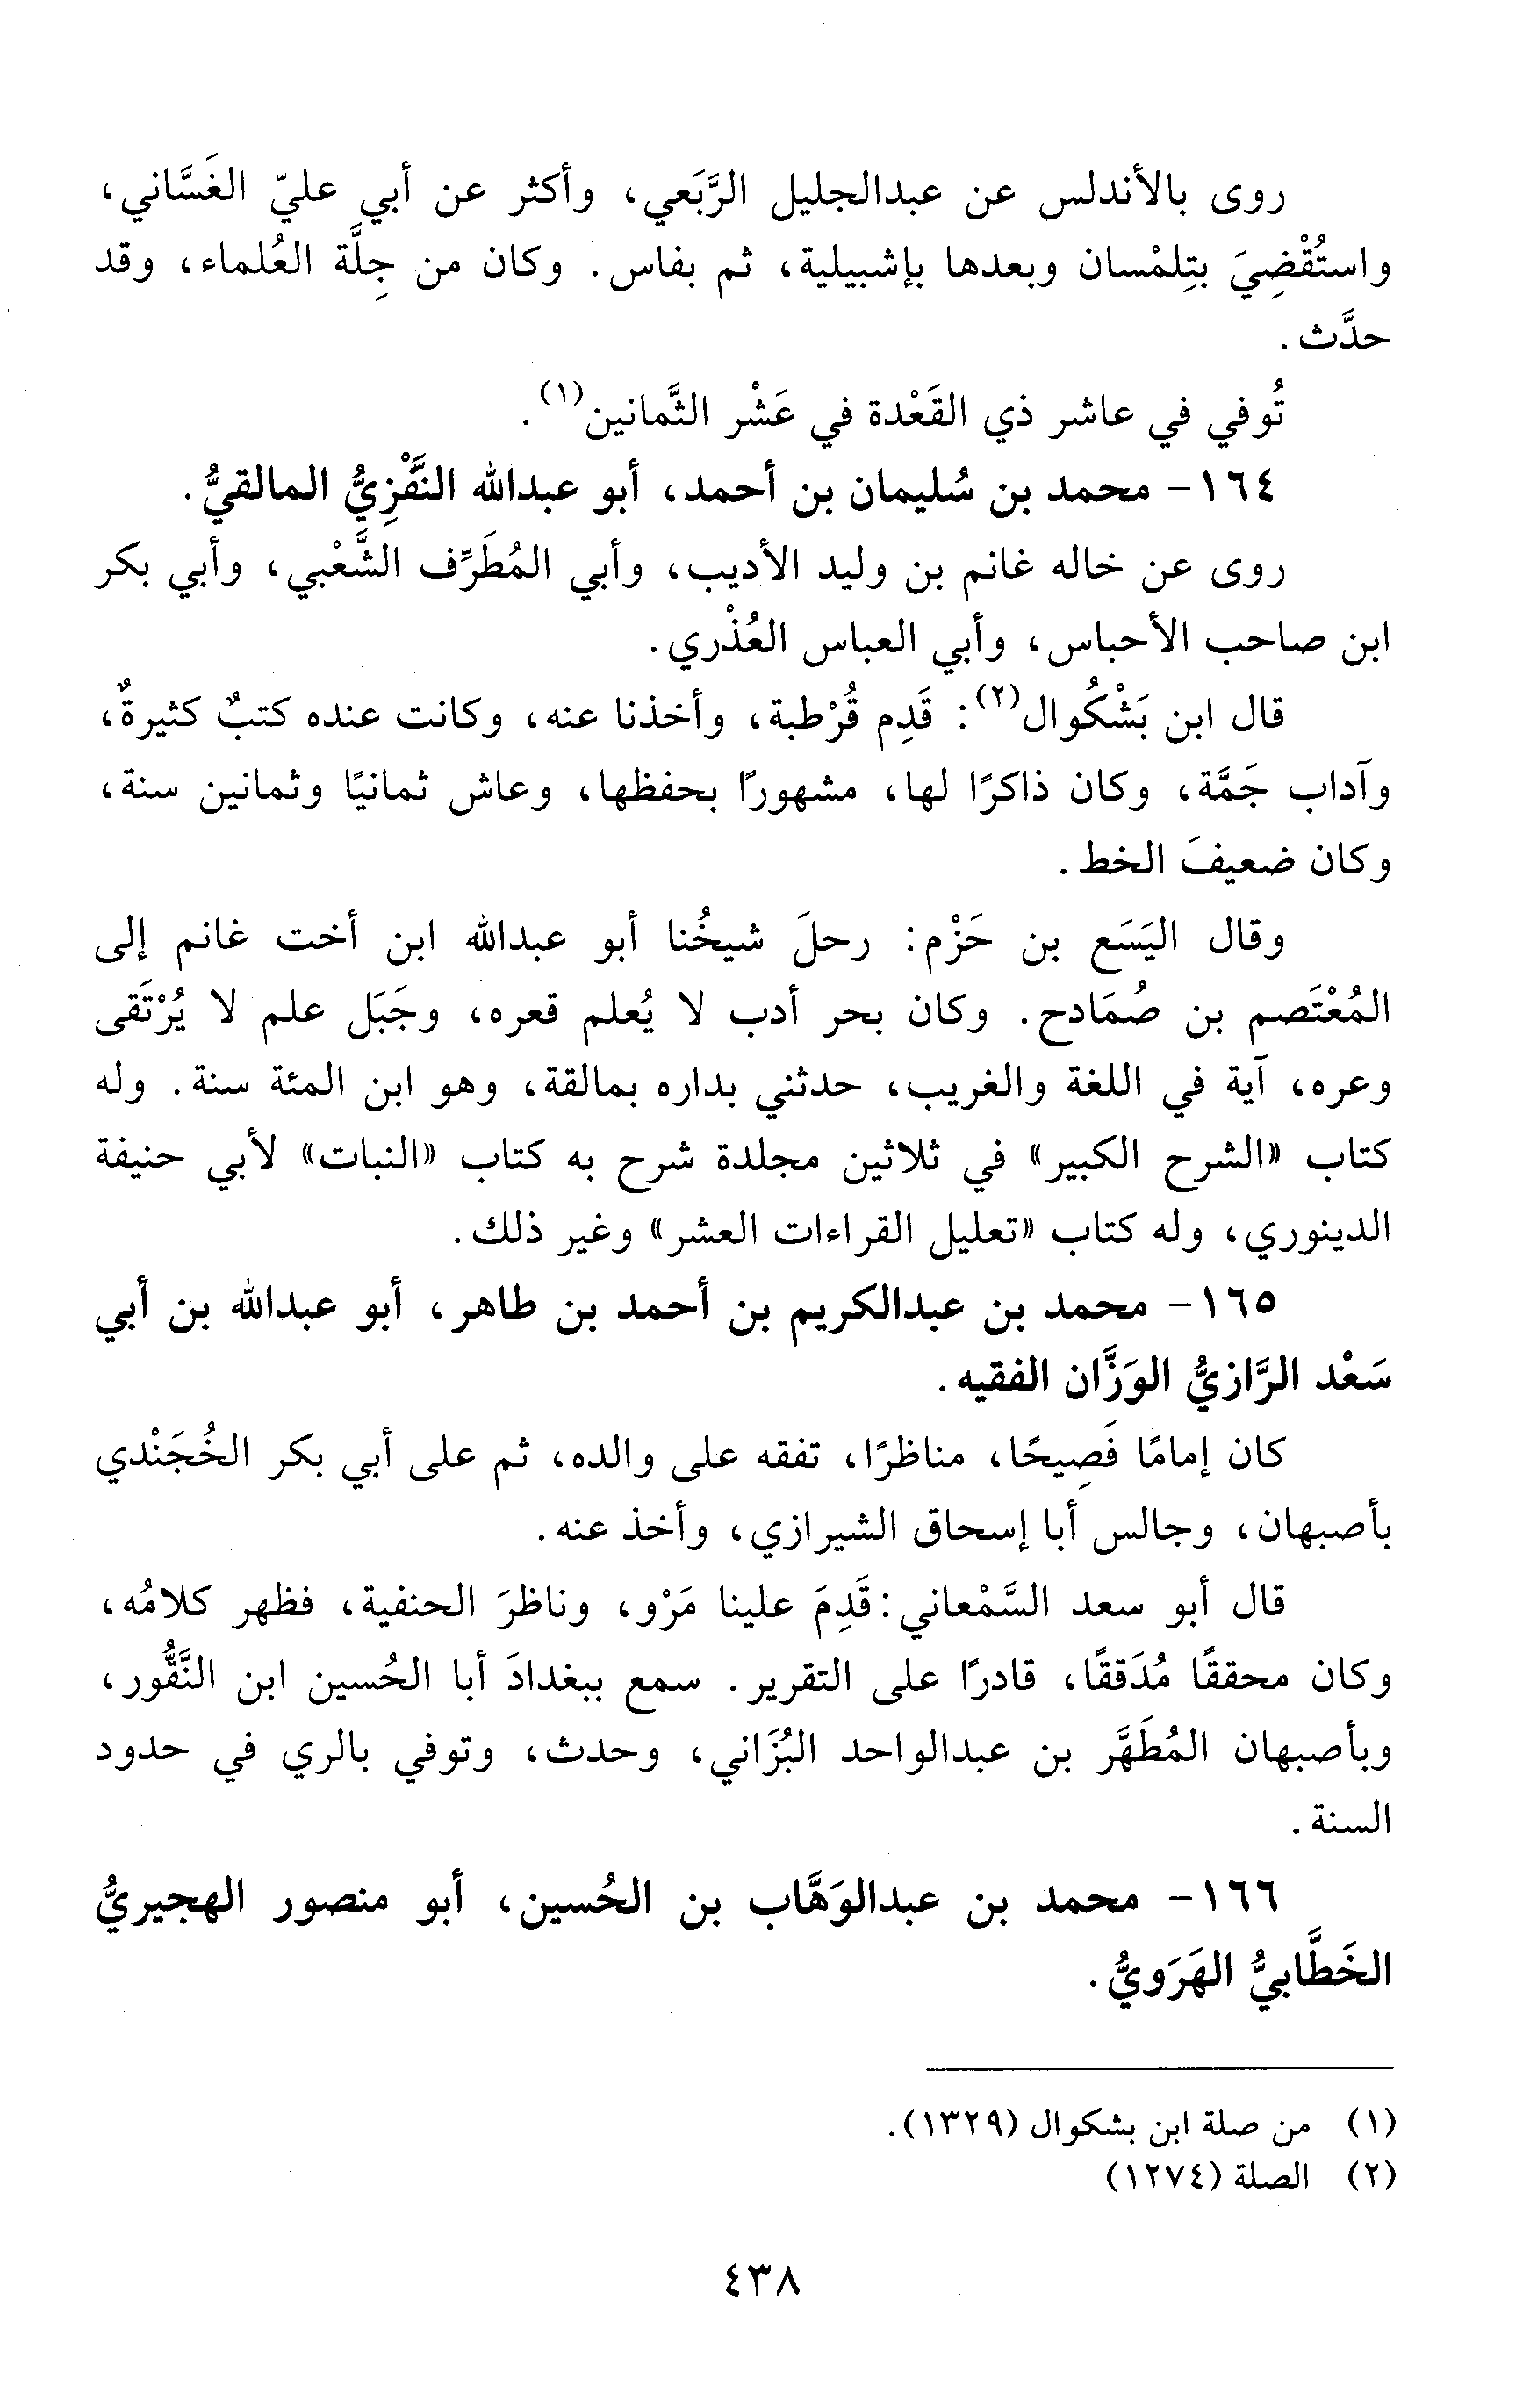 روى بالأندلس عن عبدالجليل الرَّبَعي، وأكثر عن أبي عليّ الغَسَّاني،
واستُقْضِيَ بتِلِمْسان وبعدها بإشبيلية، ثم بفاس. وكان من جِلَّة العُلماء، وقد
حدَّث.
تُوفي في عاشر ذي القَعْدة في عَشْر الثَّمانين(١).
١٦٤- محمد بن سُليمان بن أحمد، أبو عبدالله النَّفْزِيُّ المالقيُّ.
روى عن خاله غانم بن وليد الأديب، وأبي المُطَرِّف الشَّعْبي، وأبي بكر
ابن صاحب الأحباس، وأبي العباس العُذْري.
قال ابن بَشْكُوال(٢): قَدِم قُرْطبة، وأخذنا عنه، وكانت عنده كتبٌ كثيرةٌ،
وآداب جَمَّة، وكان ذاكرًا لها، مشهورًا بحفظها، وعاش ثمانيًا وثمانين سنة،
وكان ضعيفَ الخط.
وقال اليَسَع بن حَزْم: رحلَ شيخُنا أبو عبدالله ابن أخت غانم إلى
المُعْتَصم بن صُمَادح. وكان بحر أدب لا يُعلم قعره، وجَبَل علم لا يُرْتَقى
وعره، آية في اللغة والغريب، حدثني بداره بمالقة، وهو ابن المئة سنة. وله
كتاب «الشرح الكبير» في ثلاثين مجلدة شرح به كتاب «النبات» لأبي حنيفة
الدينوري، وله كتاب «تعليل القراءات العشر» وغير ذلك.
١٦٥- محمد بن عبدالكريم بن أحمد بن طاهر، أبو عبدالله بن أبي
سَعْد الرَّازيُّ الوَزَّان الفقيه.
كان إمامًا فَصِيحًا، مناظرًا، تفقه على والده، ثم على أبي بكر الخُجَنْدي
بأصبهان، وجالس أبا إسحاق الشيرازي، وأخذ عنه.
قال أبو سعد السَّمْعاني: قَدِمَ علينا مَرْو، وناظرَ الحنفية، فظهر كلامُه،
وكان محققًا مُدَققًا، قادرًا على التقرير. سمع ببغدادَ أبا الحُسين ابن النَّقُّور،
وبأصبهان المُطَهَّر بن عبدالواحد البُزَاني، وحدث، وتوفي بالري في حدود
السنة.
١٦٦- محمد بن عبدالوَهَّاب بن الحُسين، أبو منصور الهجيريُّ
الخَطَّابيُّ الهَرَويُّ.
(١) من صلة ابن بشكوال (١٣٢٩).
(٢) الصلة (١٢٧٤)
٤٣٨